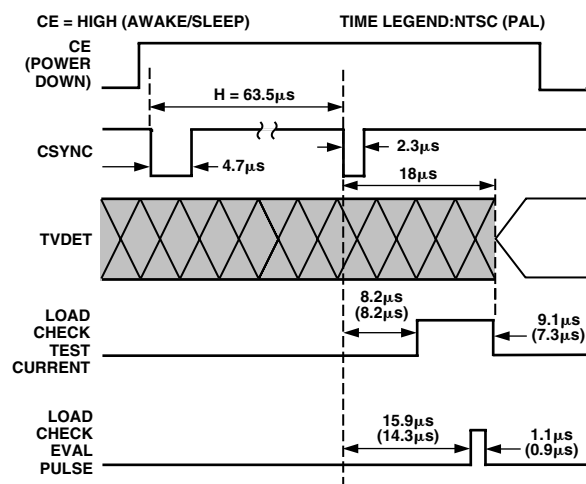 CE = HIGH (AWAKE/SLEEP)
TIME LEGEND:NTSC (PAL)
CE
(POWER
DOWN)
H = 63.5µs
CSYNC
4.7µs
2.3µs
18µs
TVDET
LOAD
CHECK
TEST
CURRENT
8.2µs
(8.2µs)
9.1µs
(7.3µs)
LOAD
CHECK
EVAL
PULSE
15.9µs
(14.3µs)
1.1µs
(0.9µs)